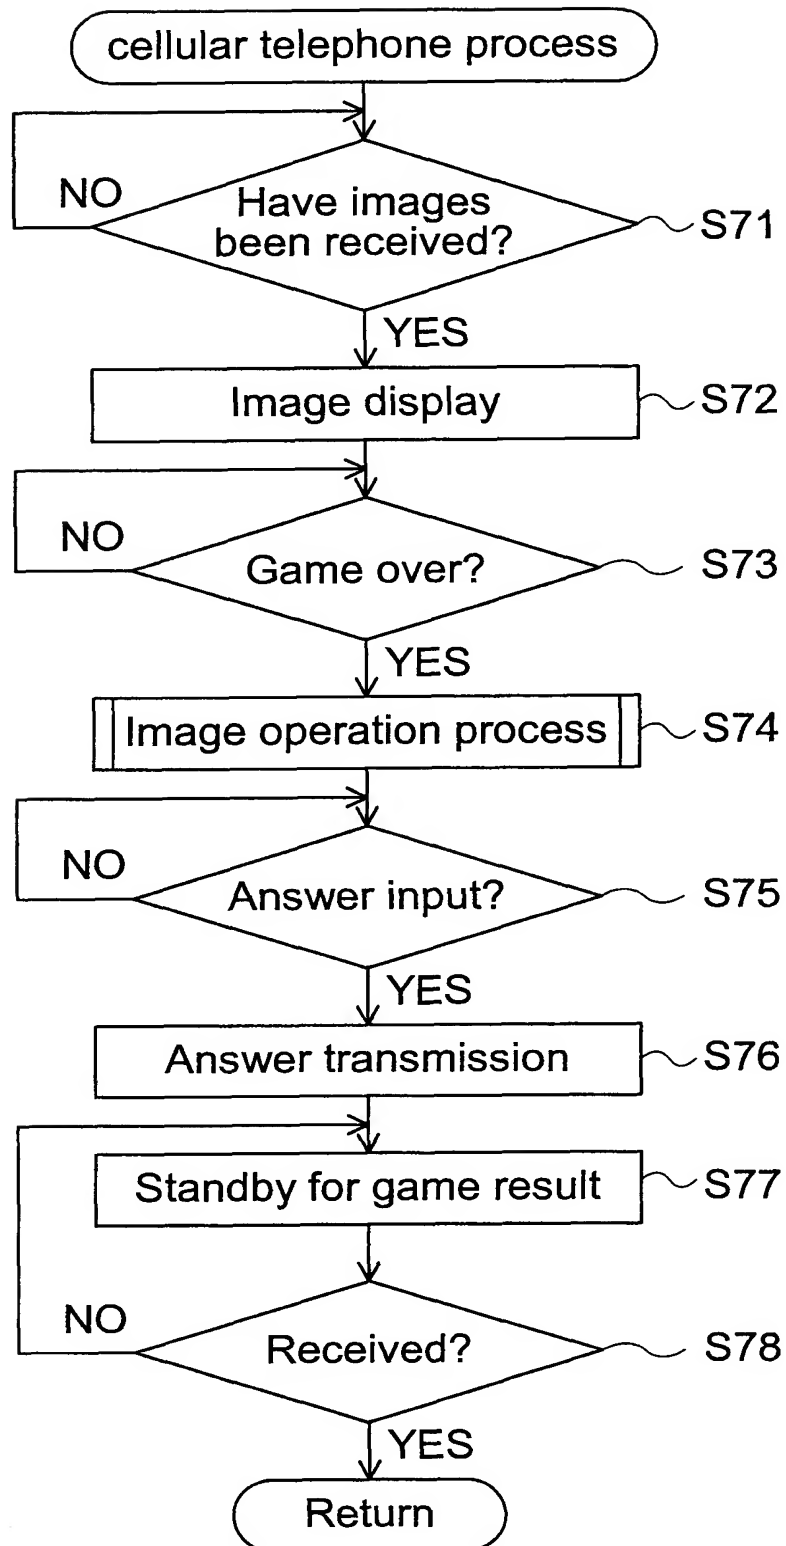 cellular telephone process
NO
Have images
been received?
S71
YES
Image display
S72
NO
Game over?
S73
YES
Image operation process
S74
NO
Answer input?
S75
YES
Answer transmission
S76
Standby for game result
S77
NO
Received?
S78
YES
Return